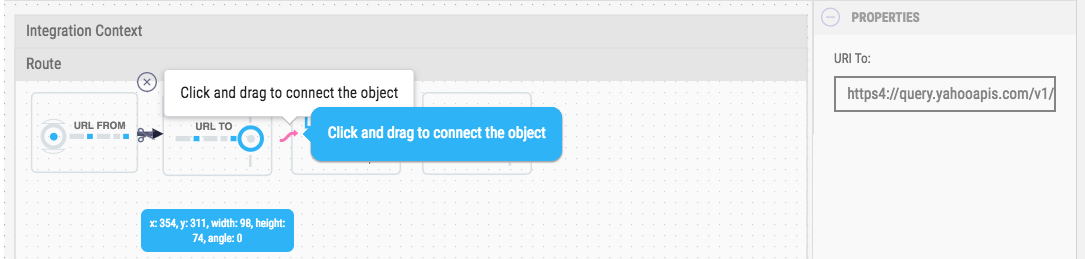 Integration Context
Route
Click and drag to connect the object
Click and drag to connect the object
URL FROM
URL TO
x: 354, y: 311, width: 98, height:
74, angle: 0
PROPERTIES
URI To:
https4://query.yahooapis.com/v1/